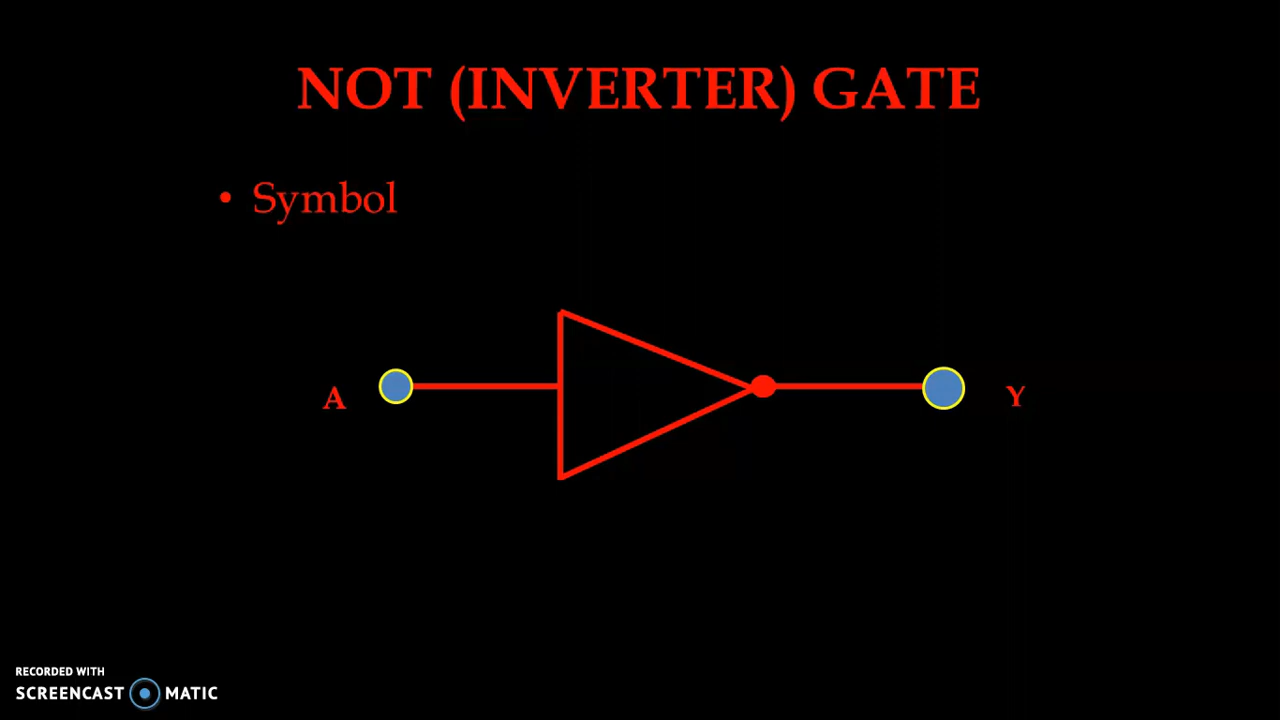 NOT (INVERTER) GATE
• Symbol
A
Y
RECORDED WITH
SCREENCAST MATIC